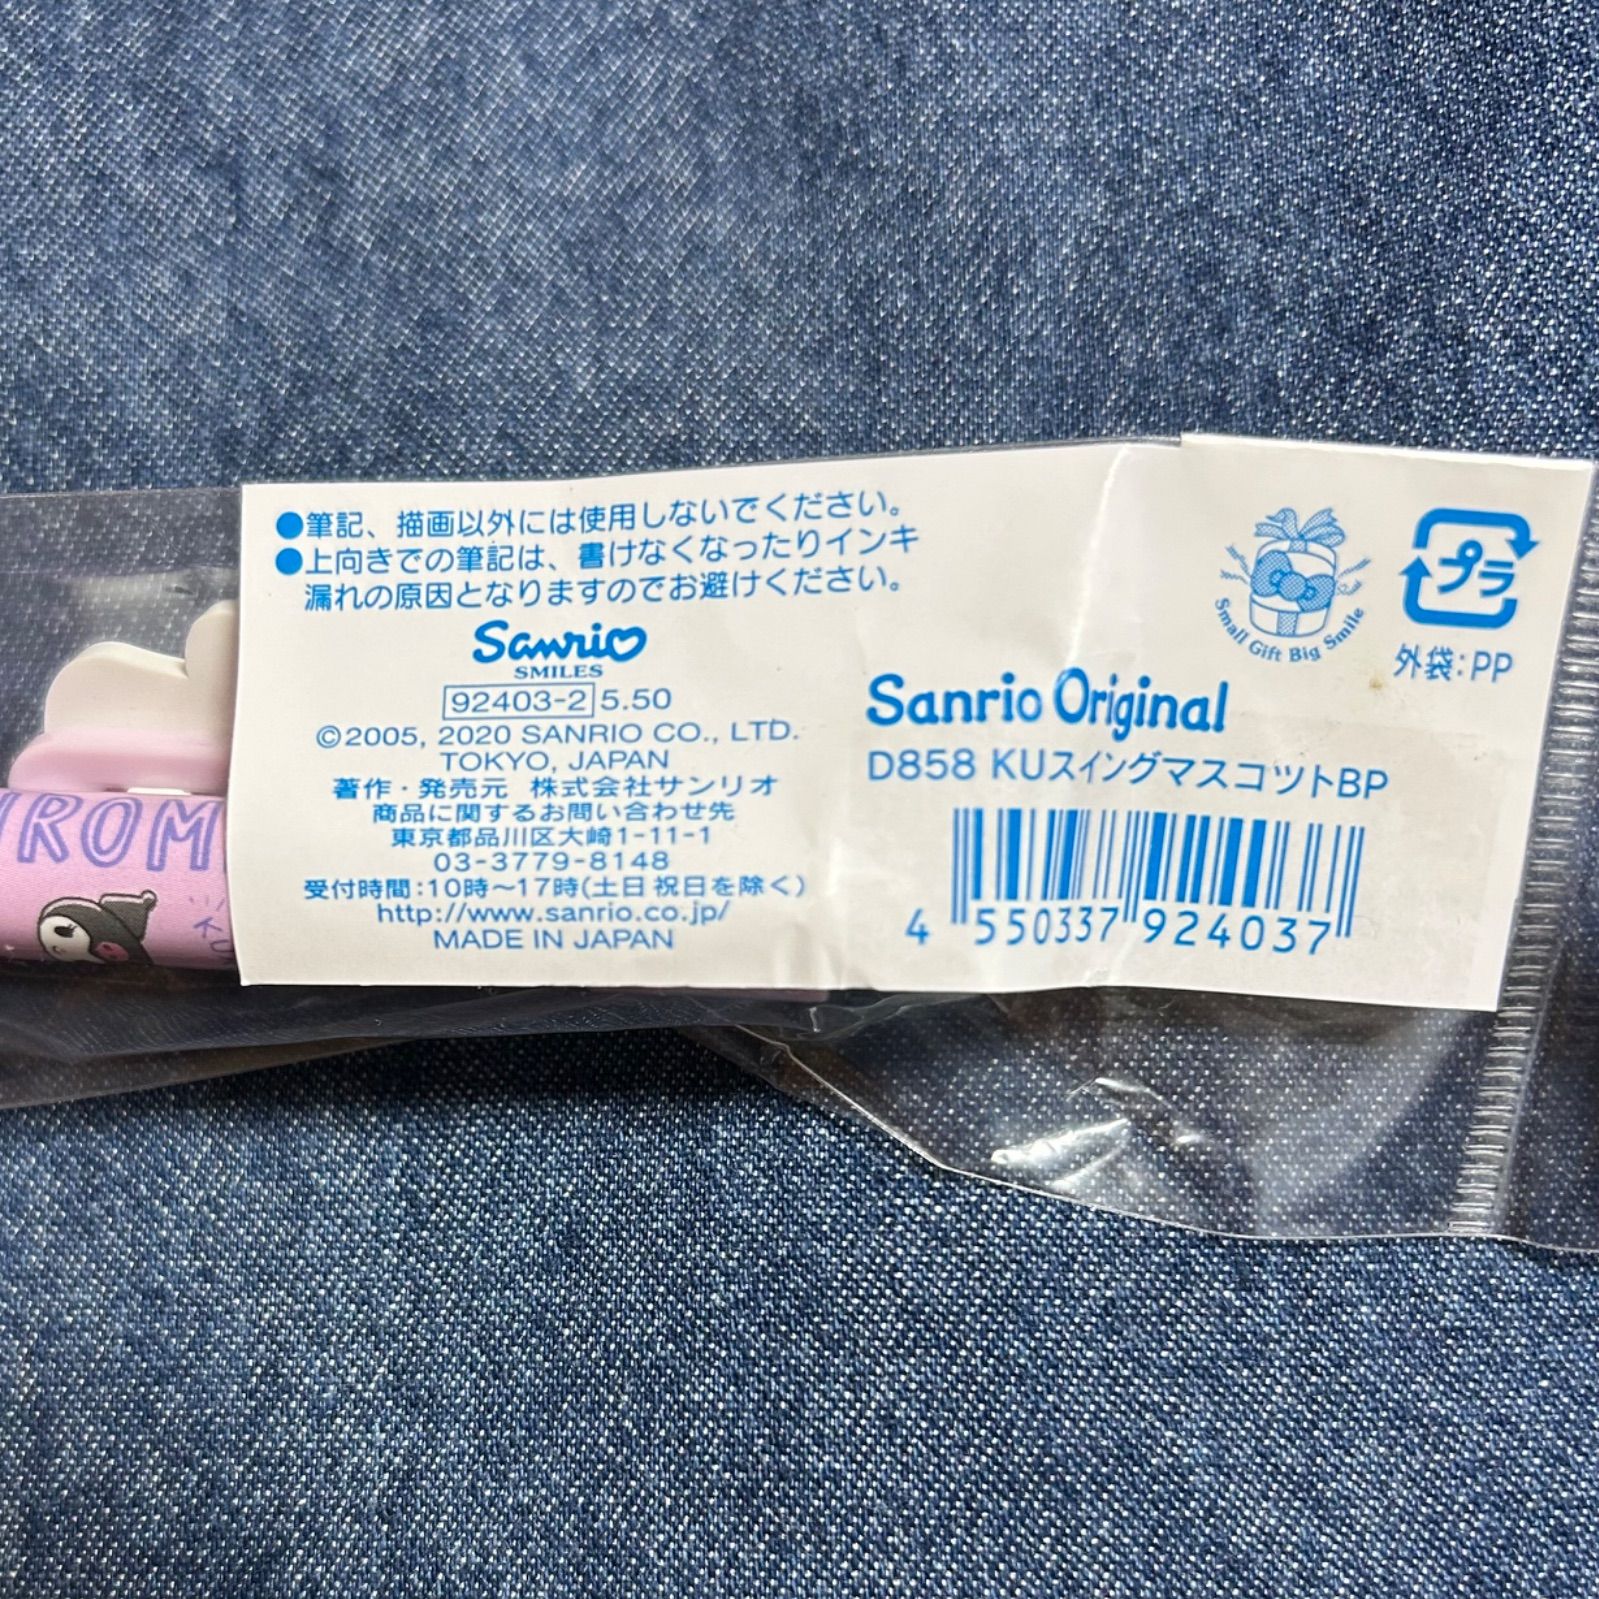 ●筆記、描画以外には使用しないでください。
●上向きでの筆記は、書けなくなったりインキ
漏れの原因となりますのでお避けください。
Sanrio
SMILES
92403-2 5.50
©2005, 2020 SANRIO CO., LTD.
TOKYO, JAPAN
著作・発売元 株式会社サンリオ
商品に関するお問い合わせ先
東京都品川区大崎1-11-1
03-3779-8148
受付時間:10時〜17時(土日祝日を除く)
http://www.sanrio.co.jp/
MADE IN JAPAN
Small Gift Big Smile
プラ
外袋:PP
Sanrio Original
D858 KUスイングマスコットBP
4 550337 924037
UROM
KU